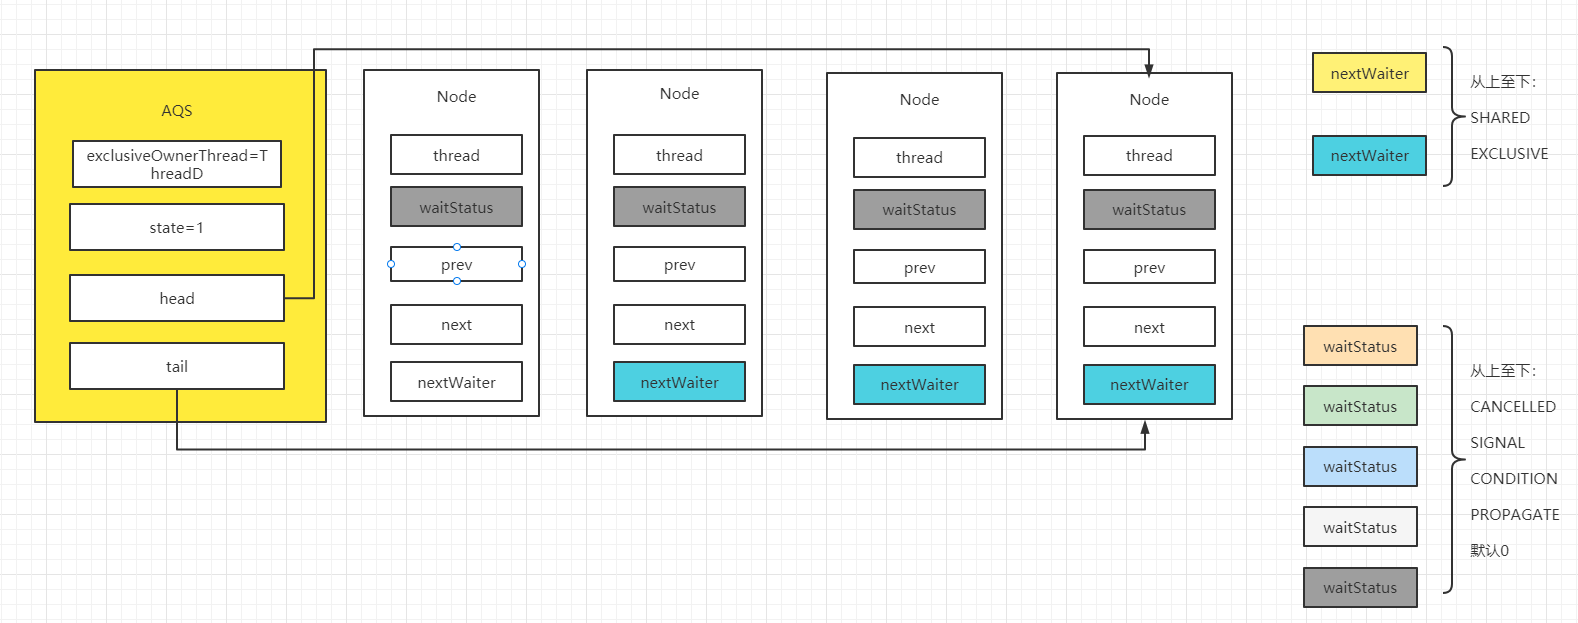 AQS
exclusiveOwnerThread=T
hreadD
state=1
head
tail
Node
thread
waitStatus
prev
next
nextWaiter
Node
thread
waitStatus
prev
next
nextWaiter
Node
thread
waitStatus
prev
next
nextWaiter
Node
thread
waitStatus
prev
next
nextWaiter
nextWaiter
nextWaiter
从上至下:
SHARED
EXCLUSIVE
waitStatus
waitStatus
waitStatus
waitStatus
waitStatus
从上至下:
CANCELLED
SIGNAL
CONDITION
PROPAGATE
默认0